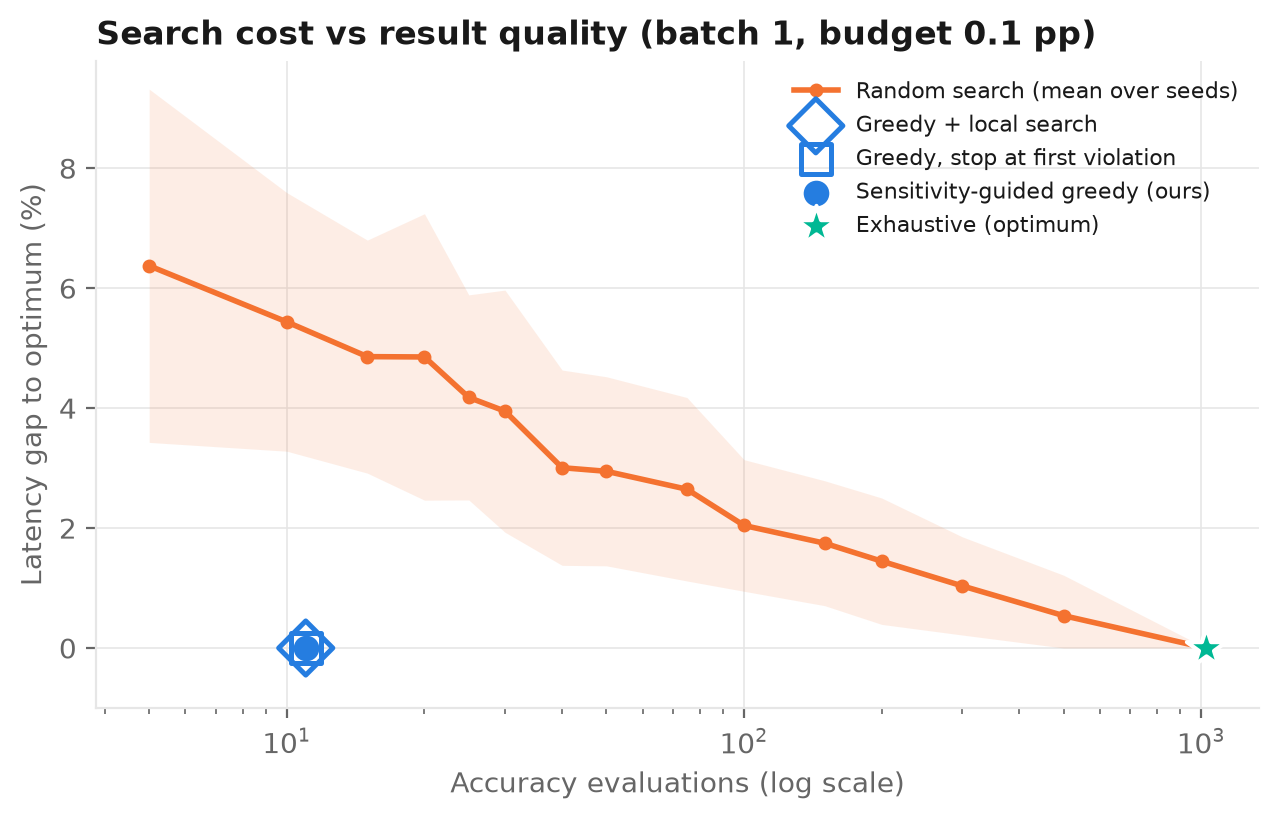 Search cost vs result quality (batch 1, budget 0.1 pp)
Random search (mean over seeds)
Greedy + local search
Greedy, stop at first violation
Sensitivity-guided greedy (ours)
Exhaustive (optimum)
Latency gap to optimum (%)
8
6
4
2
0
10¹ 10² 10³
Accuracy evaluations (log scale)